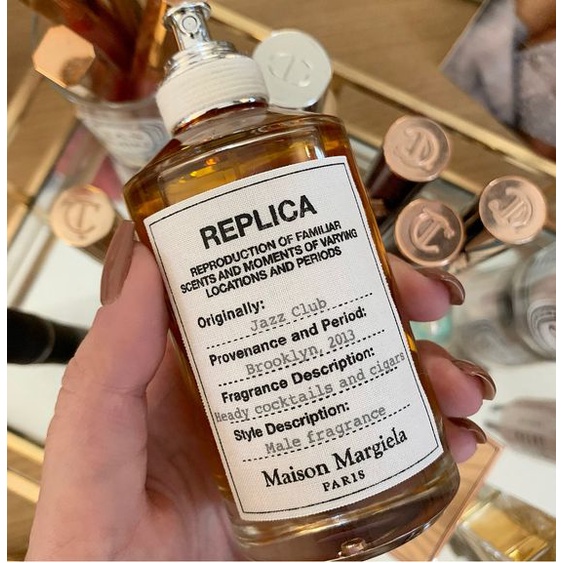 REPLICA
REPRODUCTION OF FAMILIAR
SCENTS AND MOMENTS OF VARYING
LOCATIONS AND PERIODS
Originally:
Jazz Club
Provenance and Period:
Brooklyn, 2013
Fragrance Description:
Heady cocktails and cigars
Style Description:
Male fragrance
Maison Margiela
PARIS